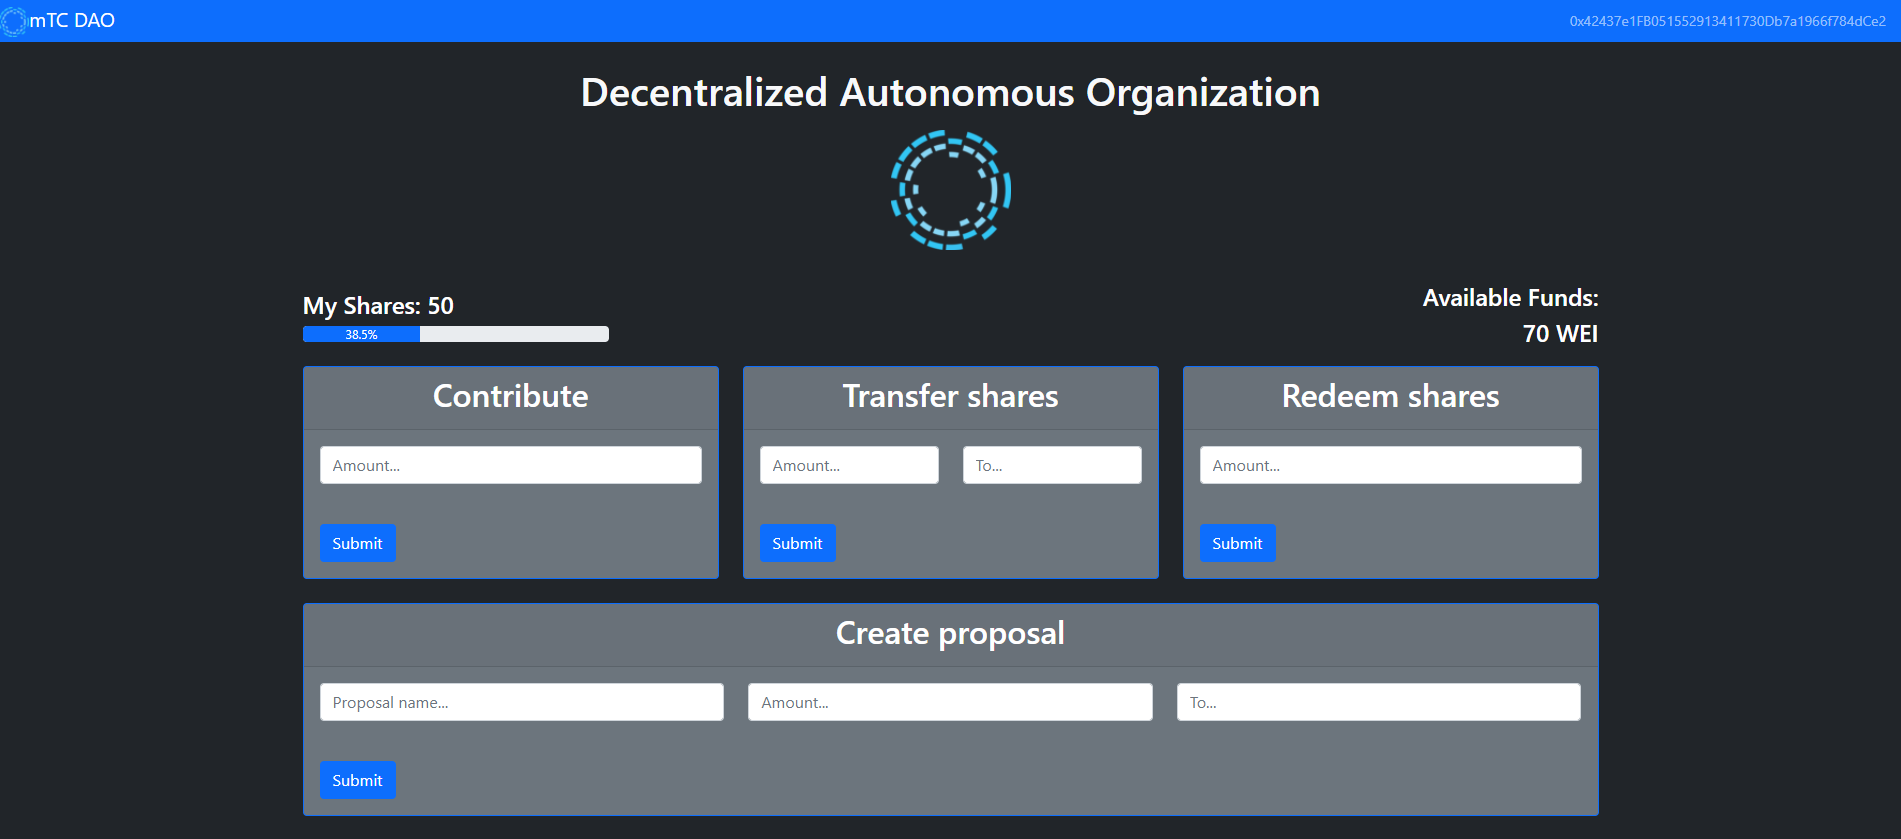 mTC DAO
0x42437e1FB051552913411730Db7a1966f784dCe2
Decentralized Autonomous Organization
My Shares: 50
38.5%
Available Funds:
70 WEI
Contribute
Amount...
Submit
Transfer shares
Amount... To...
Submit
Redeem shares
Amount...
Submit
Create proposal
Proposal name... Amount... To...
Submit